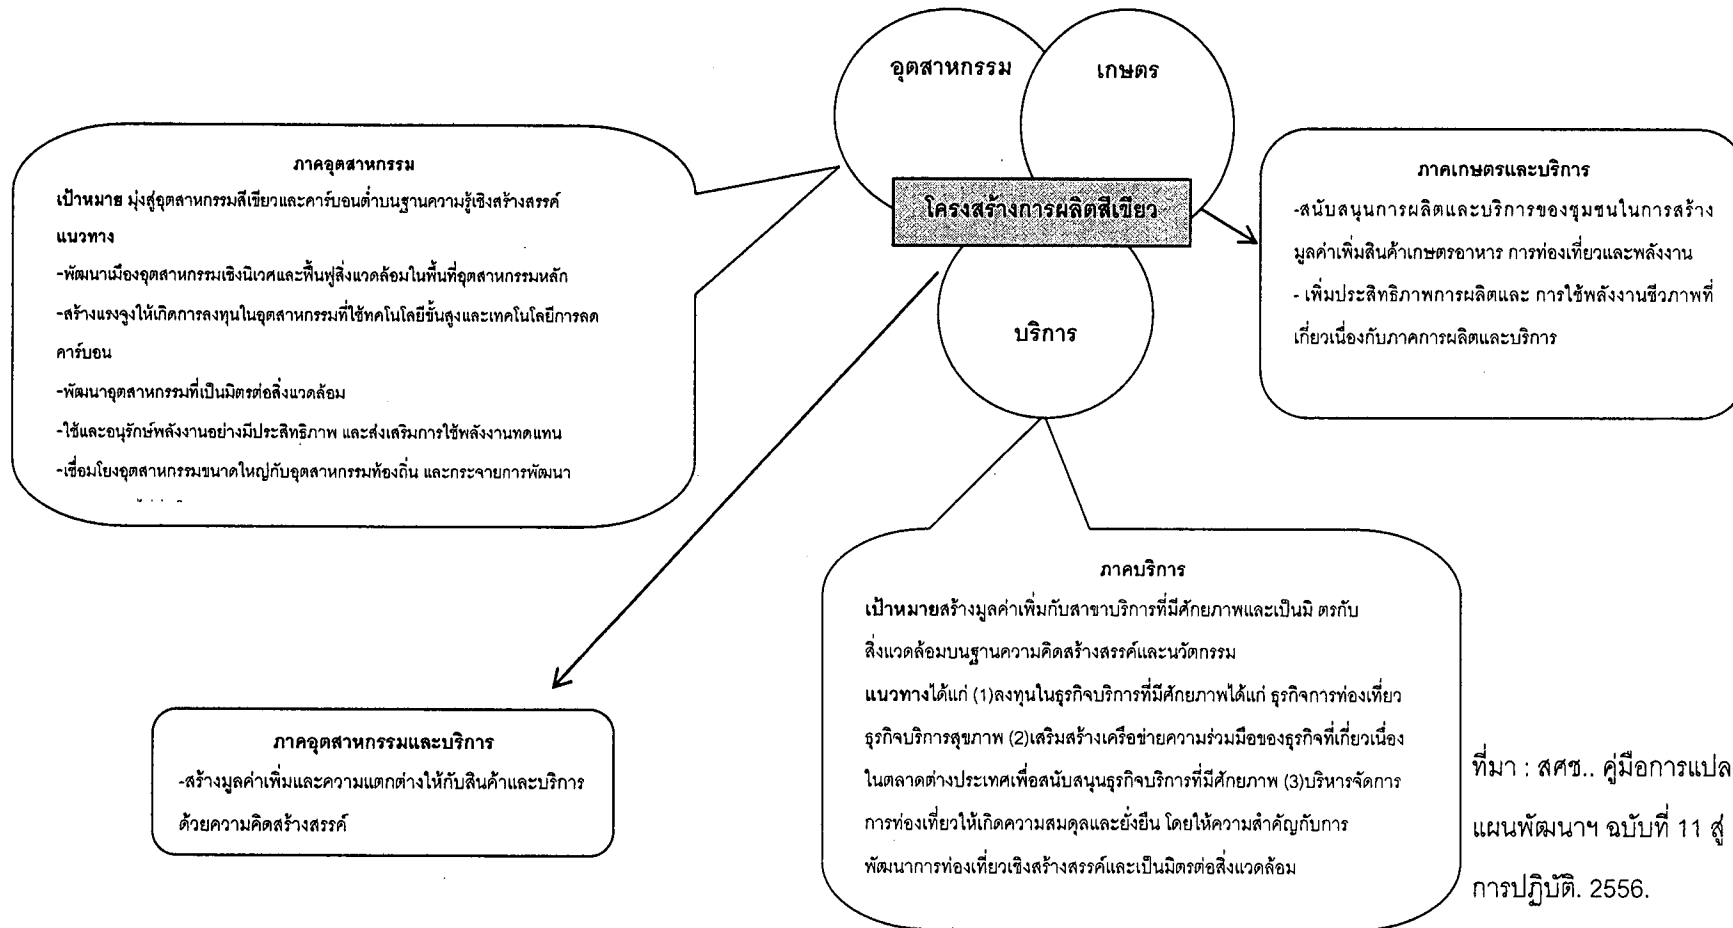 อุตสาหกรรม
เกษตร
โครงสร้างการผลิตสีเขียว
บริการ
ภาคอุตสาหกรรม
เป้าหมาย มุ่งสู่อุตสาหกรรมสีเขียวและคาร์บอนต่ำบนฐานความรู้เชิงสร้างสรรค์
แนวทาง
-พัฒนาเมืองอุตสาหกรรมเชิงนิเวศและฟื้นฟูสิ่งแวดล้อมในพื้นที่อุตสาหกรรมหลัก
-สร้างแรงจูงให้เกิดการลงทุนในอุตสาหกรรมที่ใช้ทคโนโลยีขั้นสูงและเทคโนโลยีการลด
คาร์บอน
-พัฒนาอุตสาหกรรมที่เป็นมิตรต่อสิ่งแวดล้อม
-ใช้และอนุรักษ์พลังงานอย่างมีประสิทธิภาพ และส่งเสริมการใช้พลังงานทดแทน
-เชื่อมโยงอุตสาหกรรมขนาดใหญ่กับอุตสาหกรรมท้องถิ่น และกระจายการพัฒนา
ภาคเกษตรและบริการ
-สนับสนุนการผลิตและบริการของชุมชนในการสร้าง
มูลค่าเพิ่มสินค้าเกษตรอาหาร การท่องเที่ยวและพลังงาน
- เพิ่มประสิทธิภาพการผลิตและ การใช้พลังงานชีวภาพที่
เกี่ยวเนื่องกับภาคการผลิตและบริการ
ภาคอุตสาหกรรมและบริการ
-สร้างมูลค่าเพิ่มและความแตกต่างให้กับสินค้าและบริการ
ด้วยความคิดสร้างสรรค์
ภาคบริการ
เป้าหมายสร้างมูลค่าเพิ่มกับสาขาบริการที่มีศักยภาพและเป็นมิ ตรกับ
สิ่งแวดล้อมบนฐานความคิดสร้างสรรค์และนวัตกรรม
แนวทางได้แก่ (1)ลงทุนในธุรกิจบริการที่มีศักยภาพได้แก่ ธุรกิจการท่องเที่ยว
ธุรกิจบริการสุขภาพ (2)เสริมสร้างเครือข่ายความร่วมมือของธุรกิจที่เกี่ยวเนื่อง
ในตลาดต่างประเทศเพื่อสนับสนุนธุรกิจบริการที่มีศักยภาพ (3)บริหารจัดการ
การท่องเที่ยวให้เกิดความสมดุลและยั่งยืน โดยให้ความสำคัญกับการ
พัฒนาการท่องเที่ยวเชิงสร้างสรรค์และเป็นมิตรต่อสิ่งแวดล้อม
ที่มา : สศช.. คู่มือการแปล
แผนพัฒนาฯ ฉบับที่ 11 สู่
การปฏิบัติ. 2556.